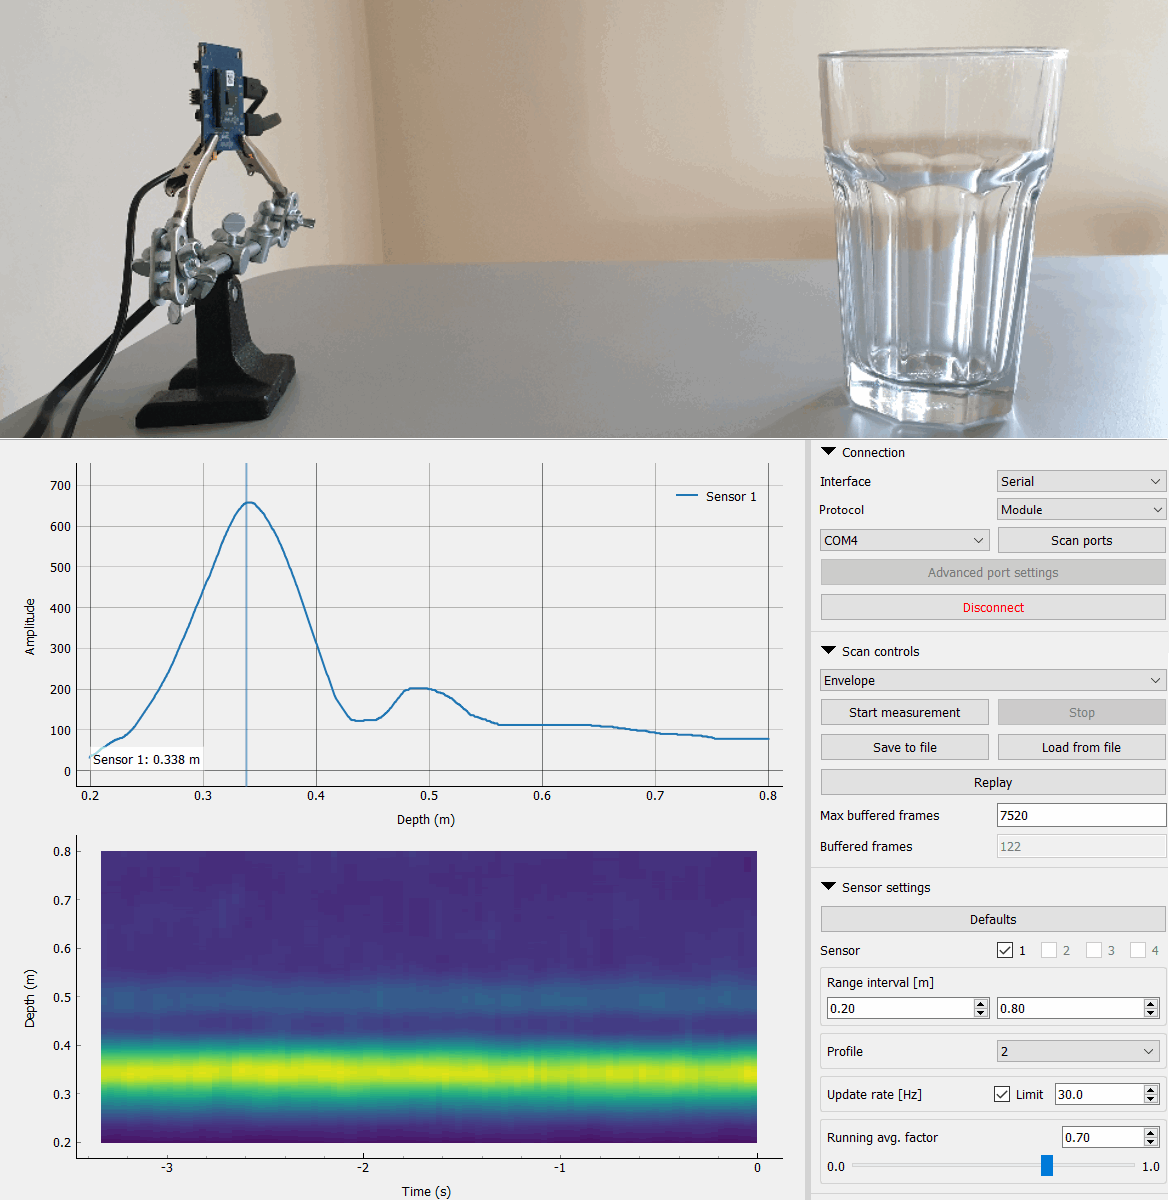 700
600
500
400
300
200
100
0
Amplitude
Sensor 1
Sensor 1: 0.338 m
0.2 0.3 0.4 0.5 0.6 0.7 0.8
Depth (m)
0.8
0.7
0.6
0.5
0.4
0.3
0.2
Depth (m)
-3 -2 -1 0
Time (s)
Connection
Interface Serial
Protocol Module
COM4 Scan ports
Advanced port settings
Disconnect
Scan controls
Envelope
Start measurement Stop
Save to file Load from file
Replay
Max buffered frames 7520
Buffered frames 122
Sensor settings
Defaults
Sensor 1 2 3 4
Range interval [m]
0.20 0.80
Profile 2
Update rate [Hz] Limit 30.0
Running avg. factor 0.70
0.0 1.0